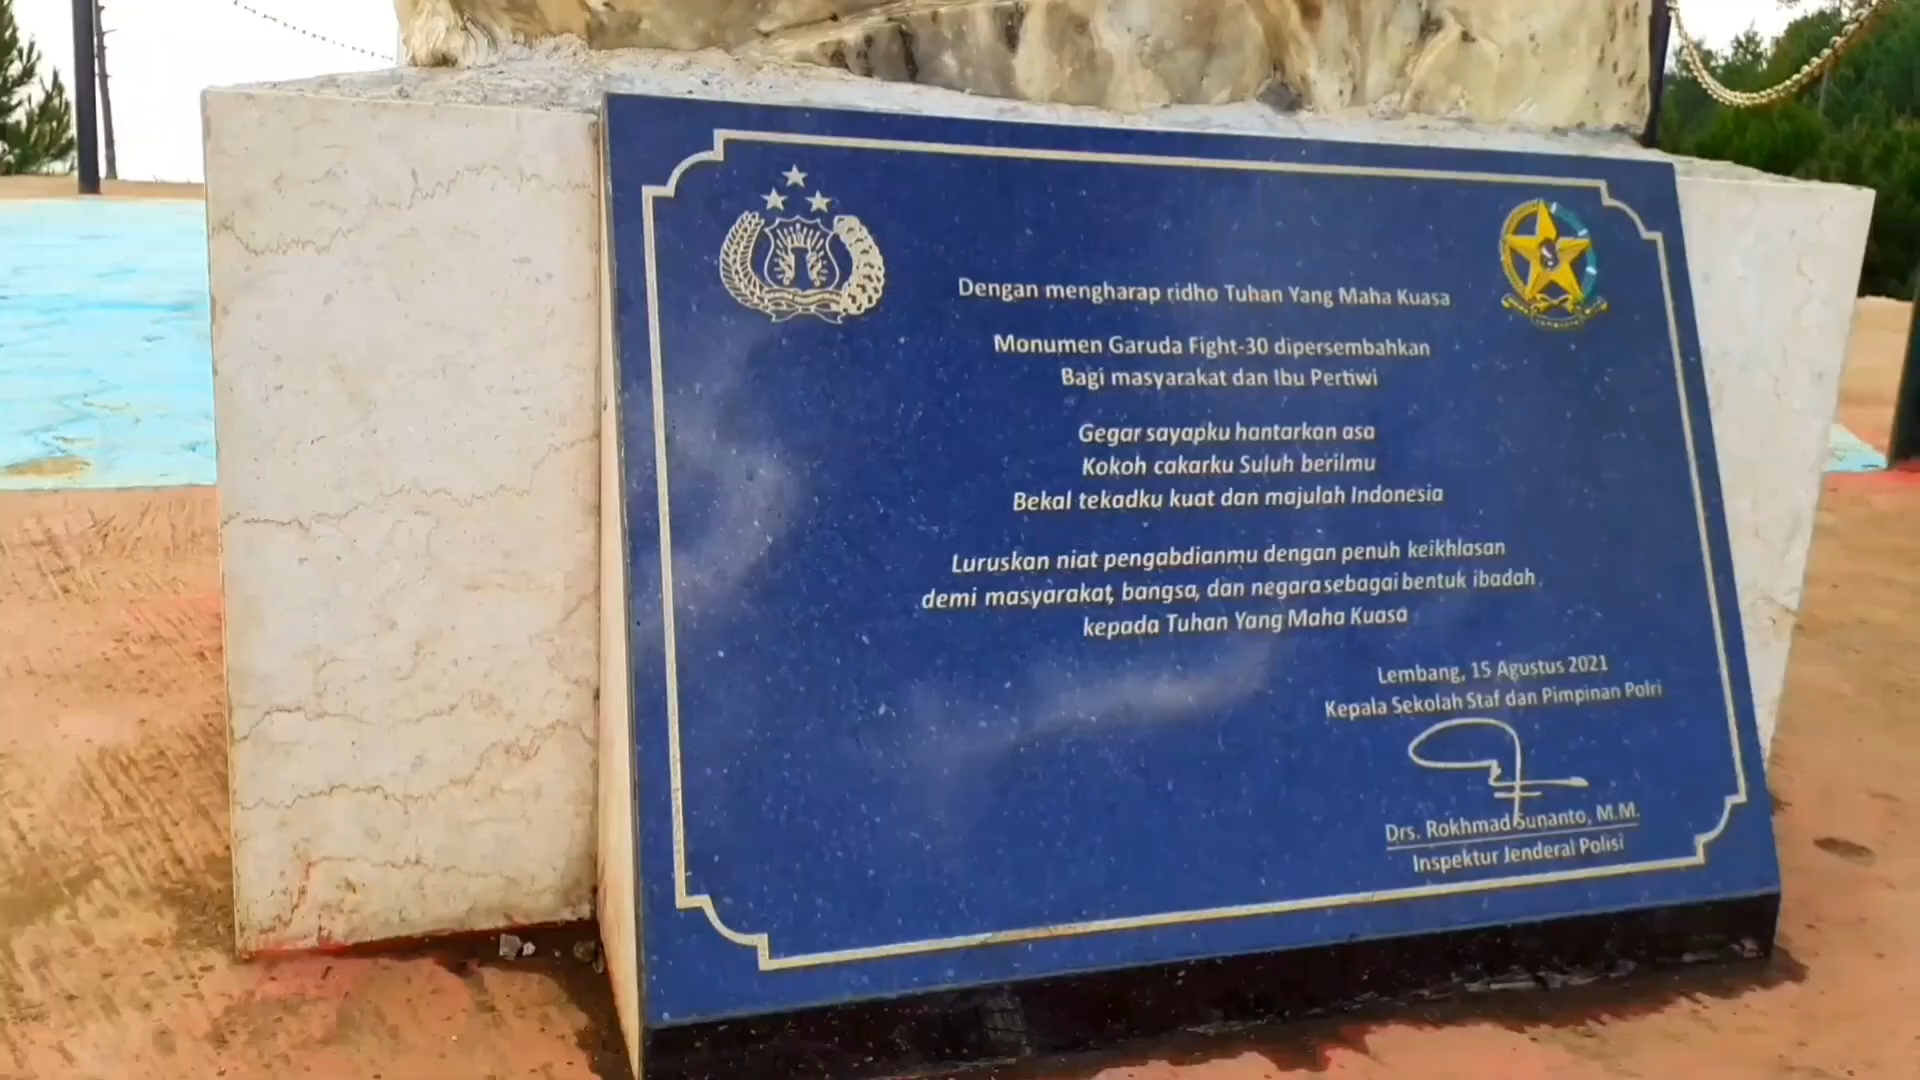 Dengan mengharap ridho Tuhan Yang Maha Kuasa
Monumen Garuda Fight-30 dipersembahkan
Bagi masyarakat dan Ibu Pertiwi
Gegar sayapku hantarkan asa
Kokoh cakarku Suluh berilmu
Bekal tekadku kuat dan majulah Indonesia
Luruskan niat pengabdianmu dengan penuh keikhlasan
demi masyarakat, bangsa, dan negara sebagai bentuk ibadah
kepada Tuhan Yang Maha Kuasa
Lembang, 15 Agustus 2021
Kepala Sekolah Staf dan Pimpinan Polri
Drs. Rokhmad Sunanto, M.M.
Inspektur Jenderal Polisi